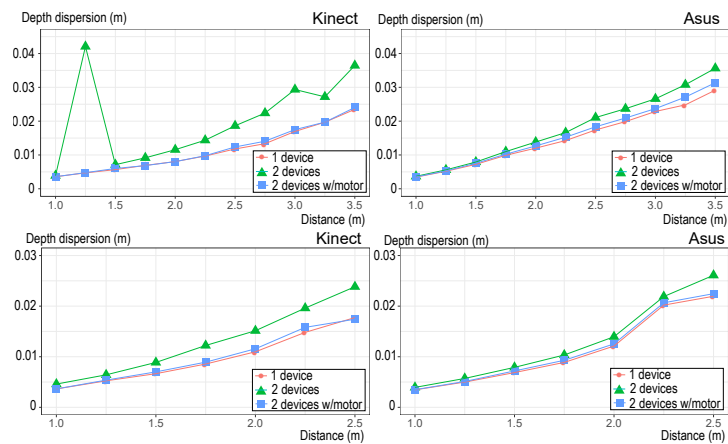 Depth dispersion (m)
Kinect
0.04
0.03
0.02
0.01
0
1 device
2 devices
2 devices w/motor
1.0
1.5
2.0
2.5
3.0
3.5
Distance (m)
Depth dispersion (m)
Asus
0.04
0.03
0.02
0.01
0
1 device
2 devices
2 devices w/motor
1.0
1.5
2.0
2.5
3.0
3.5
Distance (m)
Depth dispersion (m)
Kinect
0.03
0.02
0.01
0
1 device
2 devices
2 devices w/motor
1.0
1.5
2.0
2.5
Distance (m)
Depth dispersion (m)
Asus
0.03
0.02
0.01
0
1 device
2 devices
2 devices w/motor
1.0
1.5
2.0
2.5
Distance (m)